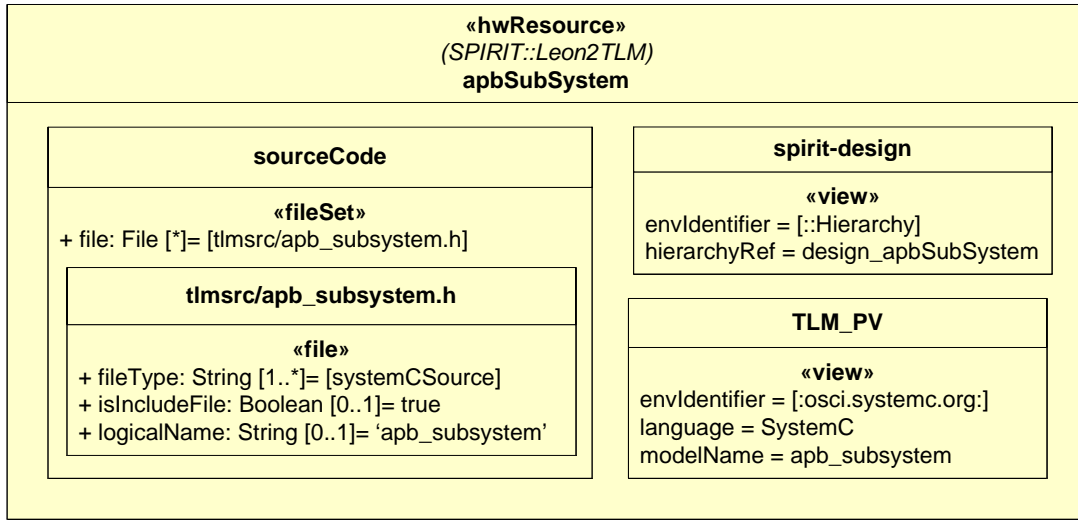 «hwResource»
(SPIRIT::Leon2TLM)
apbSubSystem
sourceCode
«fileSet»
+ file: File [*]= [tlmsrc/apb_subsystem.h]
tlmsrc/apb_subsystem.h
«file»
+ fileType: String [1..*]= [systemCSource]
+ isIncludeFile: Boolean [0..1]= true
+ logicalName: String [0..1]= ‘apb_subsystem’
spirit-design
«view»
envIdentifier = [::Hierarchy]
hierarchyRef = design_apbSubSystem
TLM_PV
«view»
envIdentifier = [:osci.systemc.org:]
language = SystemC
modelName = apb_subsystem